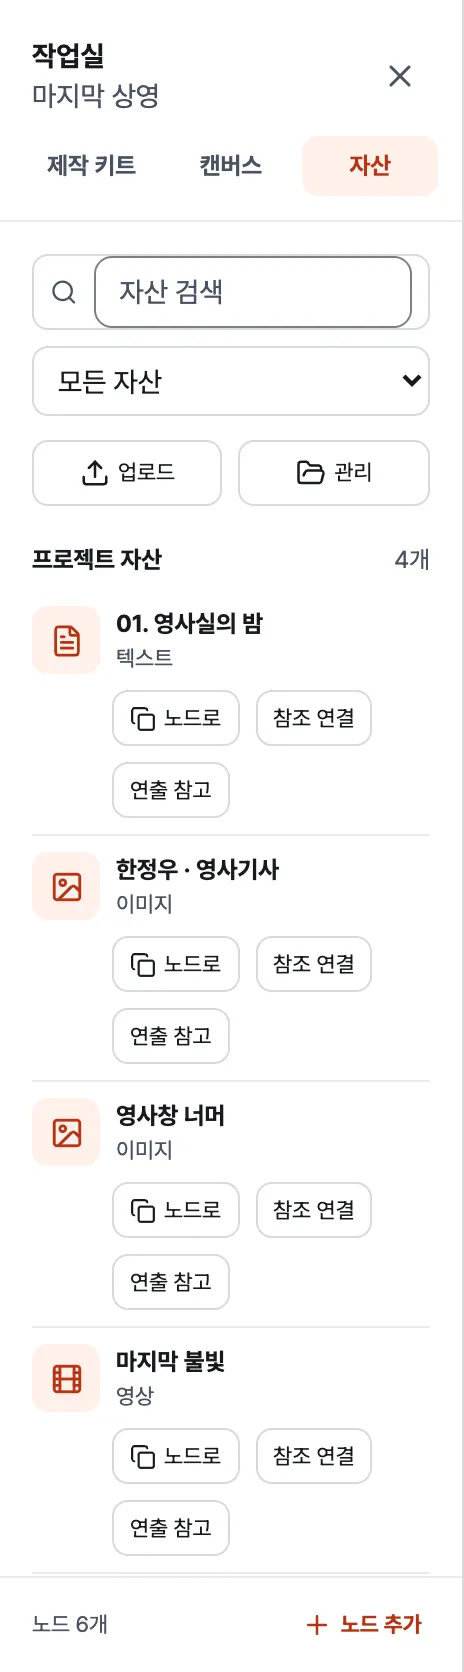 작업실
마지막 상영
제작 키트 캔버스 자산
자산 검색
모든 자산
업로드 관리
프로젝트 자산 4개
01. 영사실의 밤
텍스트
노드로 참조 연결
연출 참고
한정우 · 영사기사
이미지
노드로 참조 연결
연출 참고
영사창 너머
이미지
노드로 참조 연결
연출 참고
마지막 불빛
영상
노드로 참조 연결
연출 참고
노드 6개 + 노드 추가